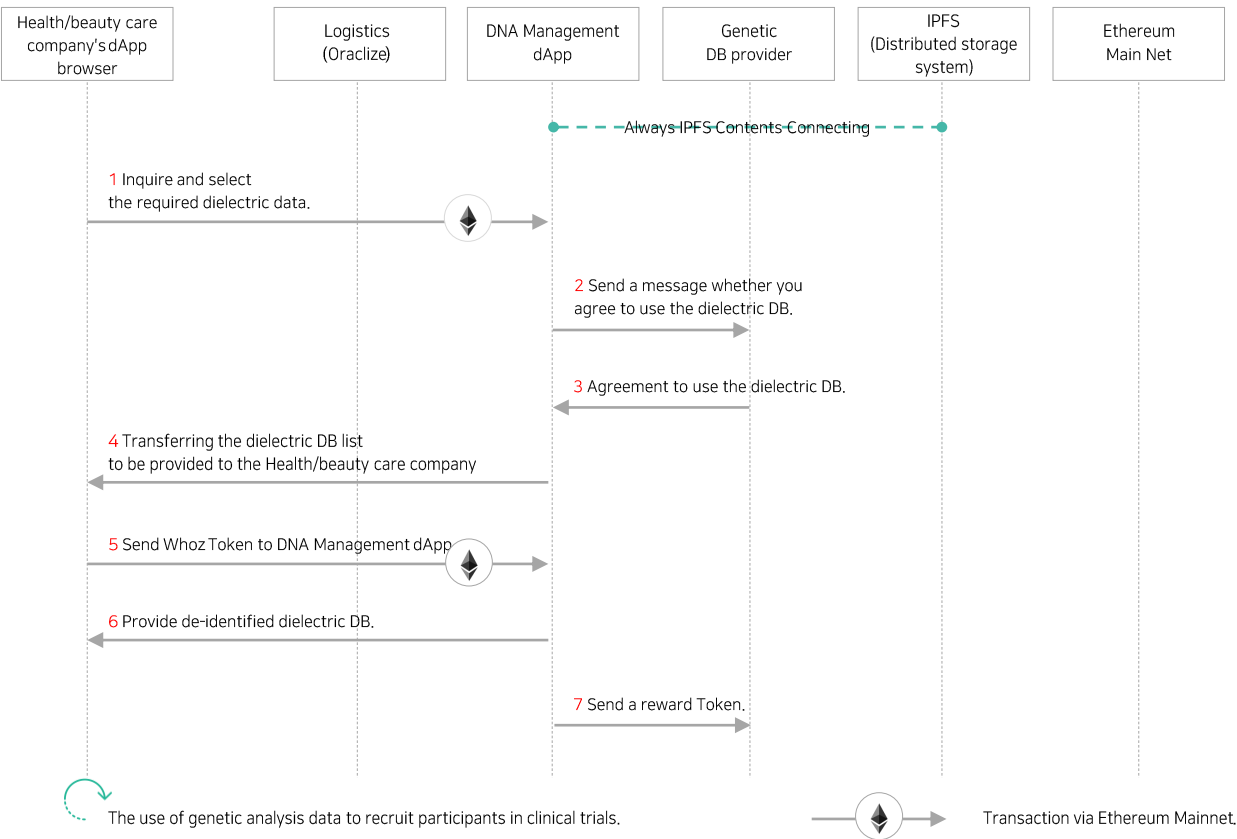 Health/beauty care
company's dApp
browser
Logistics
(Oraclize)
DNA Management
dApp
Genetic
DB provider
IPFS
(Distributed storage
system)
Ethereum
Main Net
Always IPFS Contents Connecting
1 Inquire and select
the required dielectric data.
2 Send a message whether you
agree to use the dielectric DB.
3 Agreement to use the dielectric DB.
4 Transferring the dielectric DB list
to be provided to the Health/beauty care company
5 Send Whoz Token to DNA Management dApp
6 Provide de-identified dielectric DB.
7 Send a reward Token.
The use of genetic analysis data to recruit participants in clinical trials.
Transaction via Ethereum Mainnet.